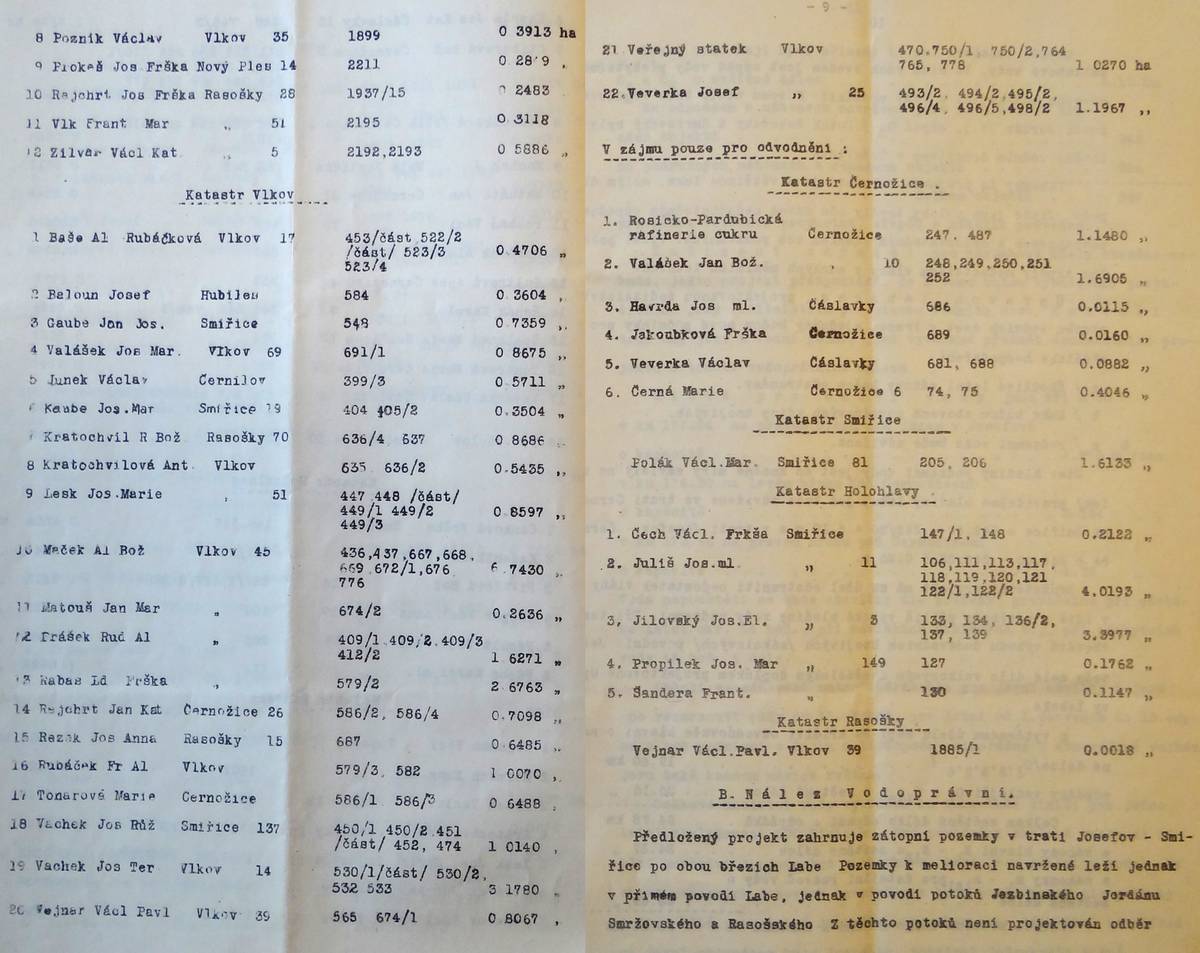 8 Pozník Václav Vlkov 35 1899 0 3913 ha
9 Jos Frška Nový Ples 14 2211
10 Rejchrt Jos Frška Rasošky 28 1937/15 2483
11 Vlk Frant Mar „ 51 2195 0 3118
12 Zilvar Václ Kat „ 5 2192,2193 0 5886 „
Katastr Vlkov
1 Baše Al Rubáčková Vlkov 17 453/část 522/2
/část/ 523/3 0.4706 „
523/4
2 Baloun Josef 584 0.3604 „
3 Gaube Jan Jos. Smiřice 548 0.7359 „
4 Valášek Jos Mar. Vlkov 69 691/1 0 8675 „
5 Junek Václav Černilov 399/3 0.5711 „
Kaube Jos.Mar Smiřice 19 404 405/2 0.3504 „
Kratochvíl R Bož Rasošky 70 636/4 637 0.8686
8 Kratochvílová Ant. Vlkov 635 636/2 0.5435 „
9 Lesk Jos.Marie „ 51 447 448 /část/
449/1 449/2 0 8597 „
449/3
10 Maček Al Bož Vlkov 45 436,437,667,668.
669 672/1,676 6.7430 „
776
11 Matouš Jan Mar „ 674/2 0.2636 „
12 Al „ 409/1.409/2.409/3
412/2 1 6271 „
13 Rabas Ed Frška „ 579/2 2 6763 „
14 Rejchrt Jan Kat Černožice 26 586/2, 586/4 0.7098 „
15 Rezek Jos Anna Rasošky 15 687 0.6485 „
16 Rubáček Fr Al Vlkov 579/3, 582 1 0070 „
17 Tonarová Marie Černožice 586/1 586/3 0 6488 „
18 Vachek Jos Růž Smiřice 137 450/1 450/2 451
/část/ 452, 474 1 0140 „
19 Vachek Jos Ter Vlkov 14 530/1/část/ 530/2,
532 533 3 1780 „
20 Vejnar Václ Pavl Vlkov 39 565 674/1 0 8067 „
- 9 -
21 Veřejný statek Vlkov 470,750/1 750/2,764
765, 778 1 0270 ha
22.Veverka Josef „ 25 493/2 494/2,495/2,
496/4, 496/5,498/2 1.1967 „
V zájmu pouze pro odvodnění :
Katastr Černožice .
1. Rosicko-Pardubická
rafinerie cukru Černožice 247. 487 1.1480 „
2. Valášek Jan Bož. „ 10 248,249,250,251
252 1.6905 „
3. Havrda Jos ml. Čáslavky 686 0.0115 „
4. Jakoubková Frška Černožice 689 0.0160 „
5. Veverka Václav Čáslavky 681, 688 0.0882 „
6. Černá Marie Černožice 6 74, 75 0.4046 „
Katastr Smiřice
Polák Václ.Mar. Smiřice 81 205, 206 1.6133 „
Katastr Holohlavy .
1. Čech Václ. Frkša Smiřice 147/1, 148 0.2122 „
2. Juliš Jos.ml. „ 11 106,111,113,117,
118,119,120,121
122/1,122/2 4.0193 „
3, Jilovský Jos.El. „ 3 133, 134, 136/2,
137, 139 3.3977 „
4. Propilek Jos. Mar „ 149 127 0.1762 „
5. Šandera Frant. „ 130 0.1147 „
Katastr Rasošky .
Vejnar Václ.Pavl. Vlkov 39 1885/1 0.0018 „
B. Nález Vodoprávní.
Předložený projekt zahrnuje zátopní pozemky v trati Josefov - Smi-
řice po obou březích Labe Pozemky k melioraci navržené leží jednak
v přímém povodí Labe, jednak v povodí potoků Jezbinského Jordánu
Smržovského a Rasošského Z těchto potoků není projektován odběr